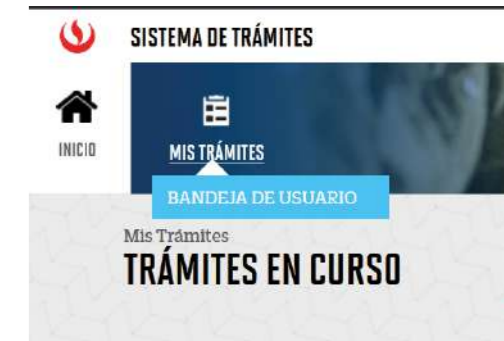 SISTEMA DE TRÁMITES
INICIO
MIS TRÁMITES
BANDEJA DE USUARIO
Mis Trámites
TRÁMITES EN CURSO